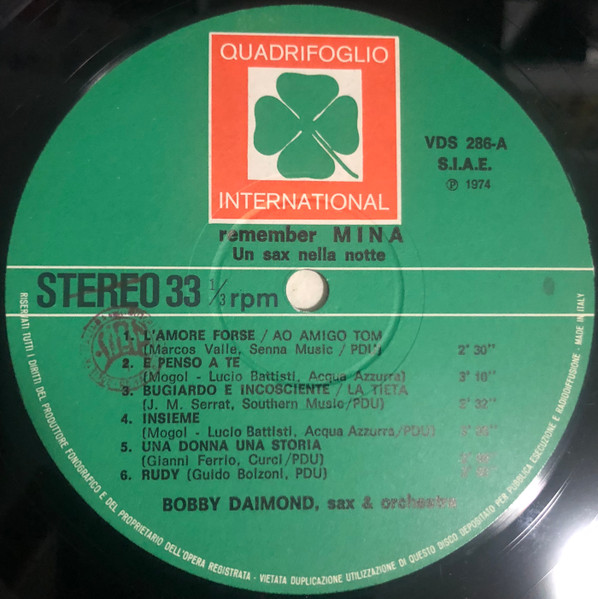 QUADRIFOGLIO
INTERNATIONAL
VDS 286-A
S.I.A.E.
Ⓟ 1974
remember MINA
Un sax nella notte
STEREO 33 1/3 rpm
1. L'AMORE FORSE / AO AMIGO TOM
(Marcos Valle, Senna Music / PDU) 2' 30''
2. E PENSO A TE
(Mogol - Lucio Battisti, Acqua Azzurra) 3' 10''
3. BUGIARDO E INCOSCIENTE / LA TIETA
(J. M. Serrat, Southern Music/PDU) 2' 32''
4. INSIEME
(Mogol - Lucio Battisti, Acqua Azzurra/PDU)
5. UNA DONNA UNA STORIA
(Gianni Ferrio, Curci/PDU)
6. RUDY (Guido Bolzoni, PDU)
BOBBY DAIMOND, sax & orchestra
RISERVATI TUTTI I DIRITTI DEL PRODUTTORE FONOGRAFICO E DEL PROPRIETARIO DELL'OPERA REGISTRATA - VIETATA DUPLICAZIONE UTILIZZAZIONE DI QUESTO DISCO DEPOSITATO PER PUBBLICA ESECUZIONE E RADIODIFFUSIONE - MADE IN ITALY